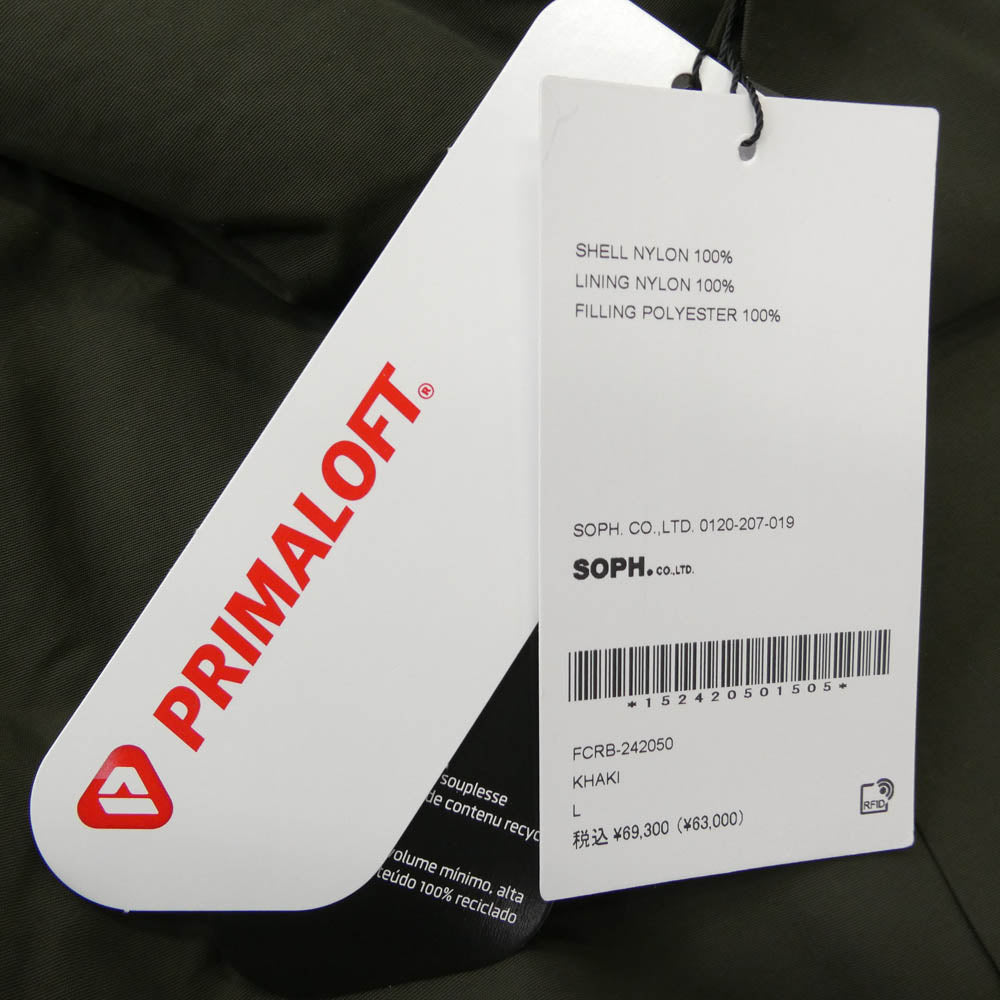 PRIMALOFT®
SHELL NYLON 100%
LINING NYLON 100%
FILLING POLYESTER 100%
SOPH. CO.,LTD. 0120-207-019
SOPH. CO.,LTD.
*152420501505*
FCRB-242050
KHAKI
L
税込 ¥69,300 (¥63,000)
RFID
souplesse
de contenu recyc
volume mínimo, alta
teúdo 100% reciclado